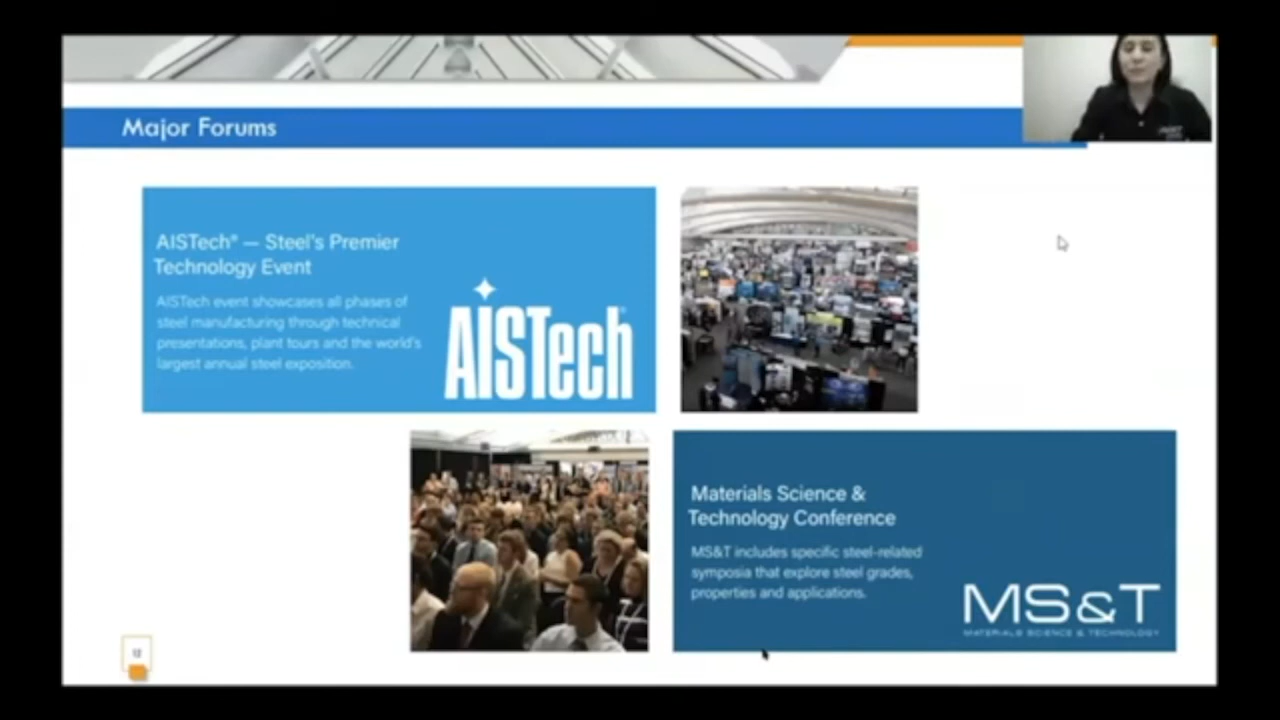 Major Forums
AISTech® — Steel's Premier
Technology Event
AISTech event showcases all phases of
steel manufacturing through technical
presentations, plant tours and the world's
largest annual steel exposition.
AISTech
Materials Science &
Technology Conference
MS&T includes specific steel-related
symposia that explore steel grades,
properties and applications.
MS&T
MATERIALS SCIENCE & TECHNOLOGY
12